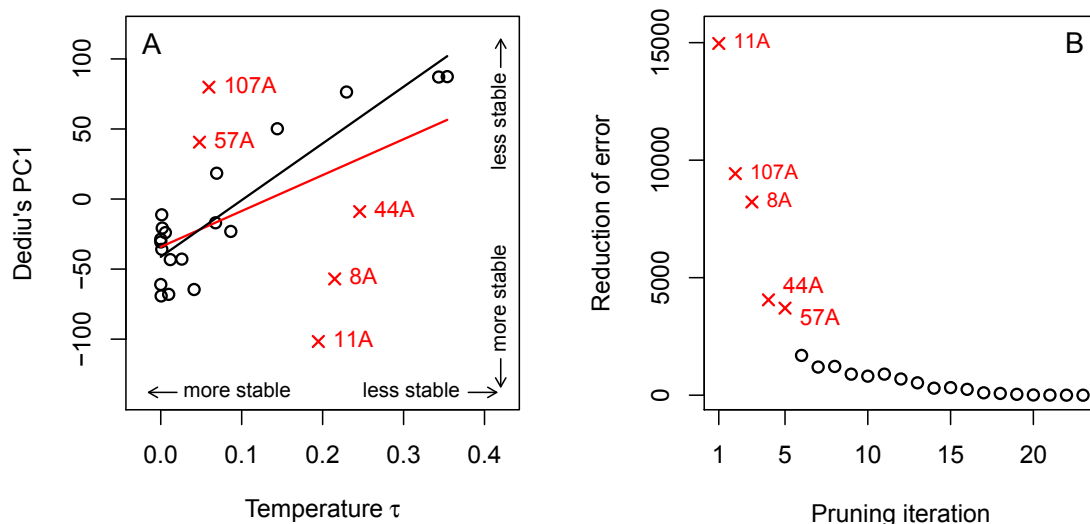 A
Dediu's PC1
100
50
0
−50
−100
107A
57A
44A
8A
11A
less stable
more stable
more stable
less stable
0.0 0.1 0.2 0.3 0.4
Temperature τ
B
Reduction of error
15000
10000
5000
0
11A
107A
8A
44A
57A
1 5 10 15 20
Pruning iteration